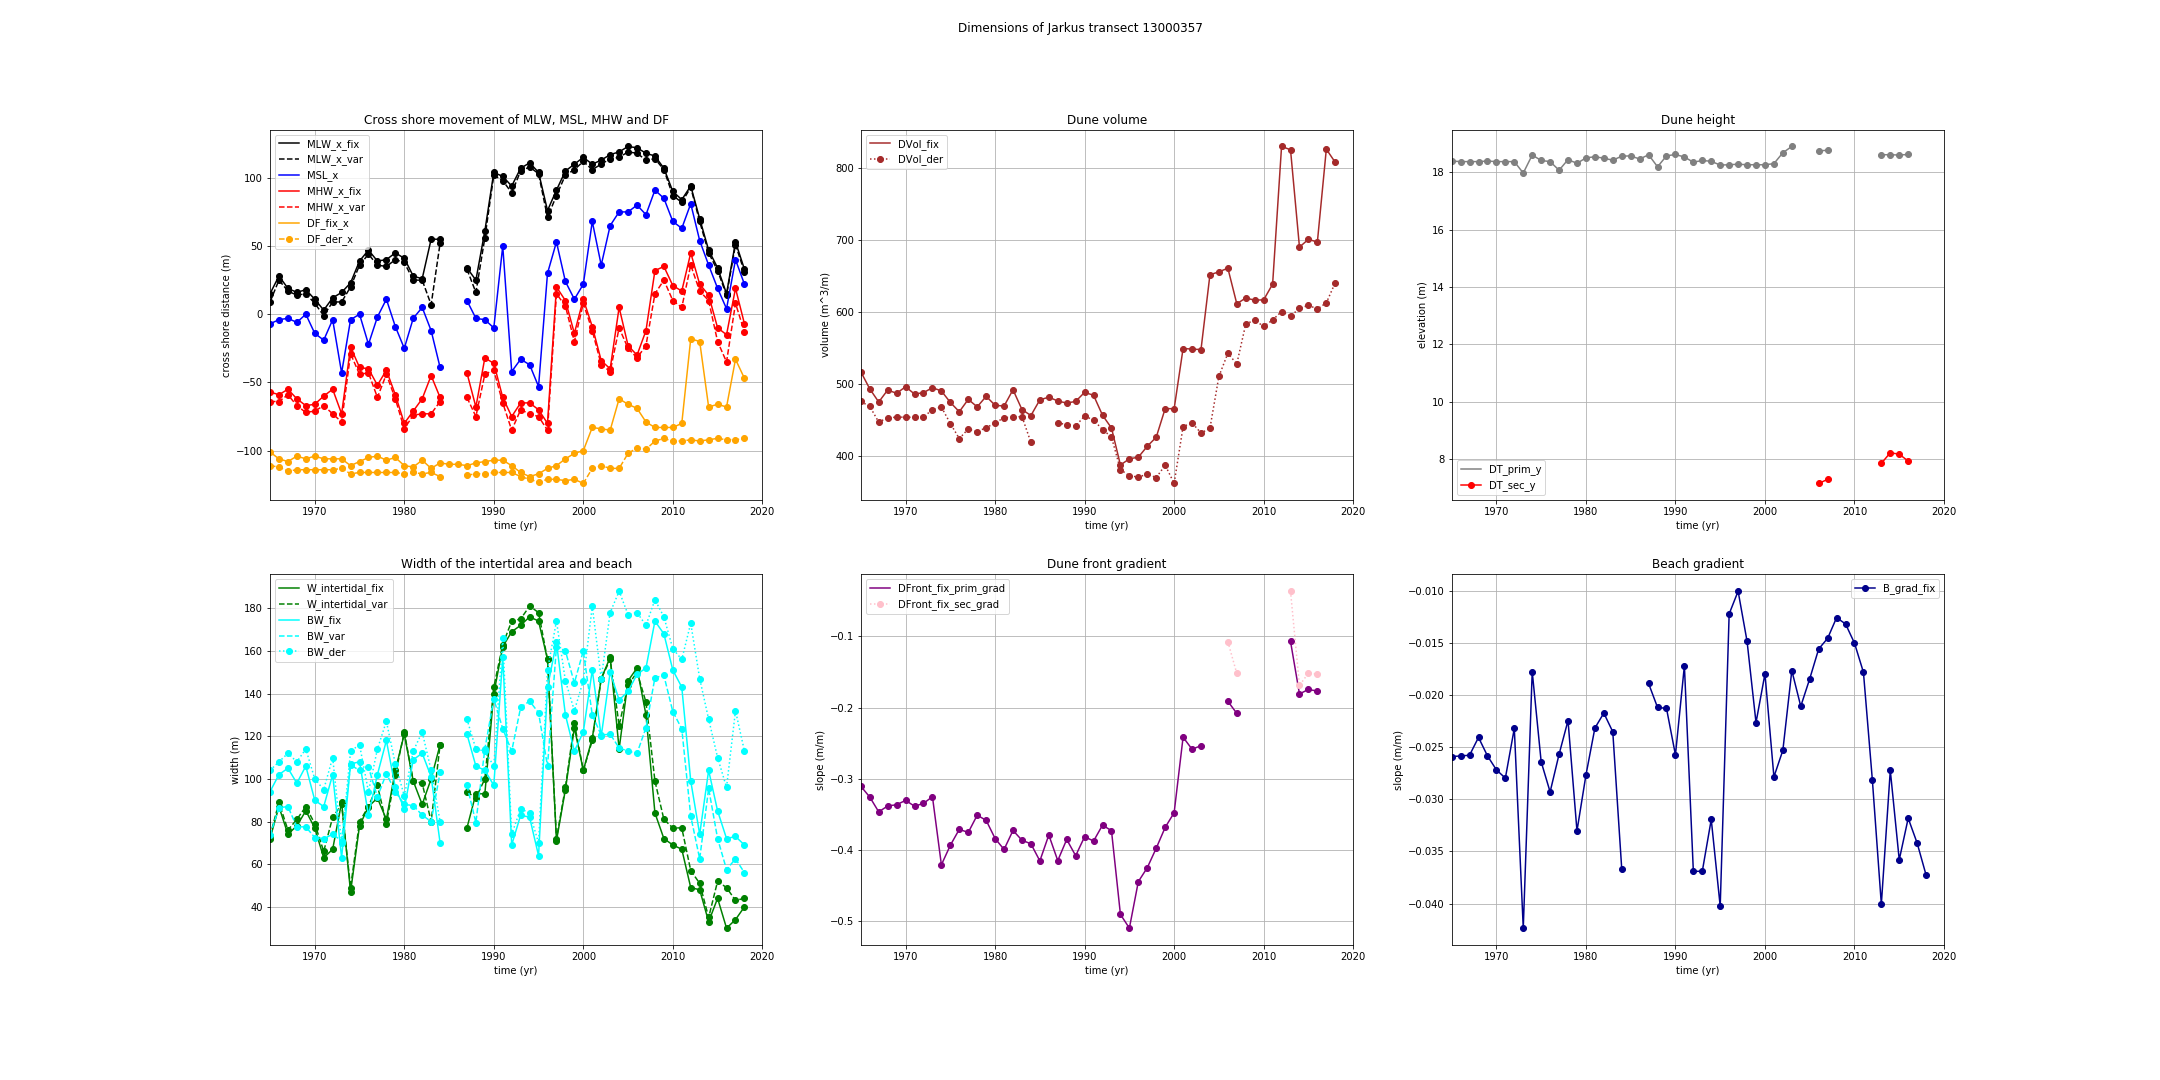 Dimensions of Jarkus transect 13000357
Cross shore movement of MLW, MSL, MHW and DF
MLW_x_fix
MLW_x_var
MSL_x
MHW_x_fix
MHW_x_var
DF_fix_x
DF_der_x
100
50
0
−50
−100
cross shore distance (m)
1970 1980 1990 2000 2010 2020
time (yr)
Dune volume
DVol_fix
DVol_der
800
700
600
500
400
volume (m^3/m)
1970 1980 1990 2000 2010 2020
time (yr)
Dune height
18
16
14
12
10
8
elevation (m)
DT_prim_y
DT_sec_y
1970 1980 1990 2000 2010 2020
time (yr)
Width of the intertidal area and beach
W_intertidal_fix
W_intertidal_var
BW_fix
BW_var
BW_der
180
160
140
120
100
80
60
40
width (m)
1970 1980 1990 2000 2010 2020
time (yr)
Dune front gradient
DFront_fix_prim_grad
DFront_fix_sec_grad
−0.1
−0.2
−0.3
−0.4
−0.5
slope (m/m)
1970 1980 1990 2000 2010 2020
time (yr)
Beach gradient
B_grad_fix
−0.010
−0.015
−0.020
−0.025
−0.030
−0.035
−0.040
slope (m/m)
1970 1980 1990 2000 2010 2020
time (yr)